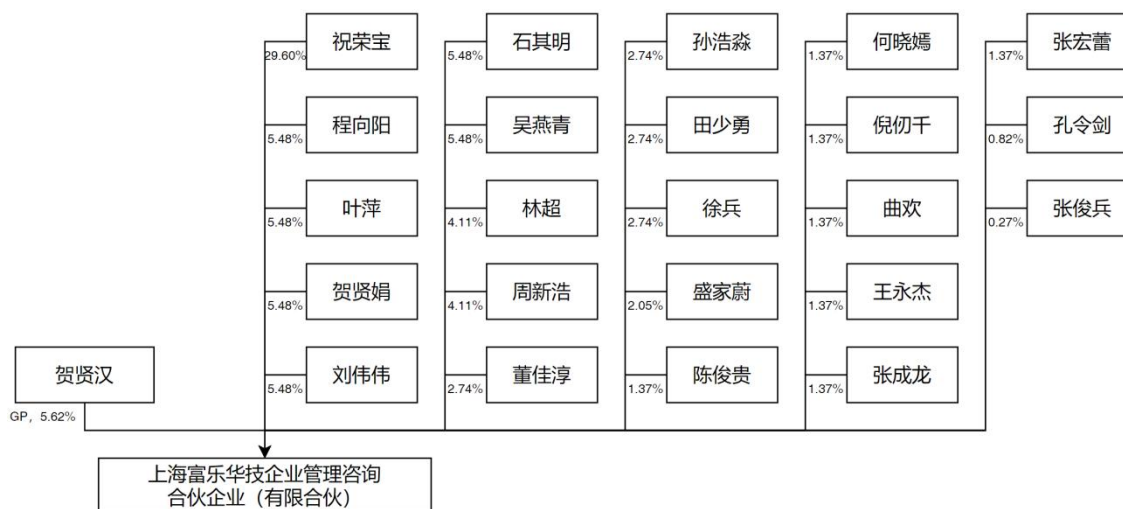 祝荣宝
29.60%
石其明
5.48%
孙浩淼
2.74%
何晓嫣
1.37%
张宏蕾
1.37%
程向阳
5.48%
吴燕青
5.48%
田少勇
2.74%
倪仞千
1.37%
孔令剑
0.82%
叶萍
5.48%
林超
4.11%
徐兵
2.74%
曲欢
1.37%
张俊兵
0.27%
贺贤娟
5.48%
周新浩
4.11%
盛家蔚
2.05%
王永杰
1.37%
贺贤汉
GP，5.62%
刘伟伟
5.48%
董佳淳
2.74%
陈俊贵
1.37%
张成龙
1.37%
上海富乐华技企业管理咨询
合伙企业（有限合伙）